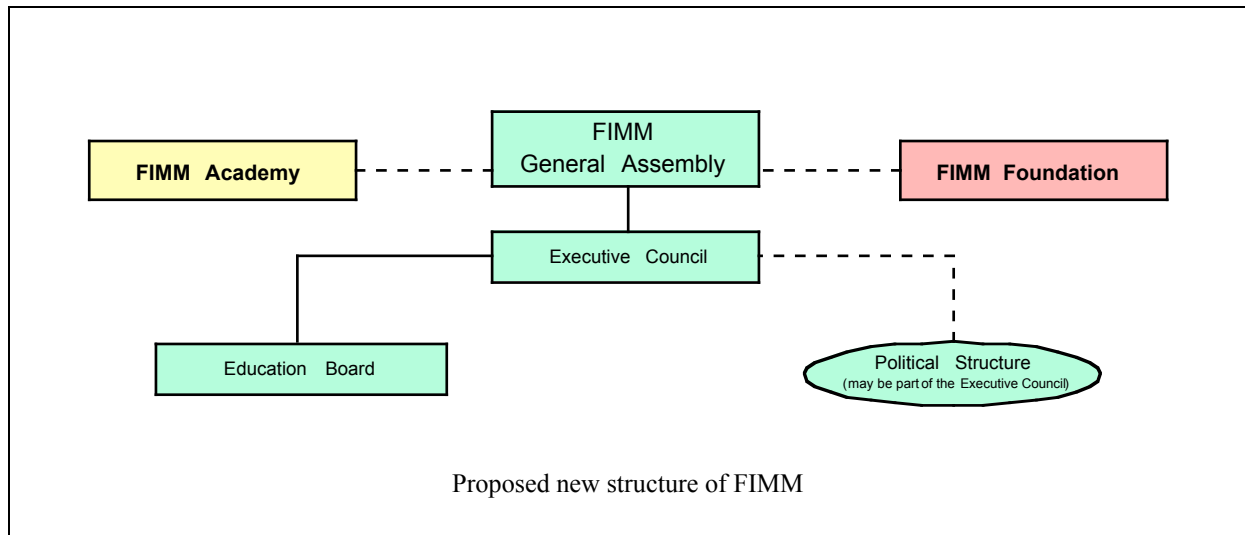 FIMM
General Assembly
FIMM Academy
FIMM Foundation
Executive Council
Education Board
Political Structure
(may be part of the Executive Council)
Proposed new structure of FIMM